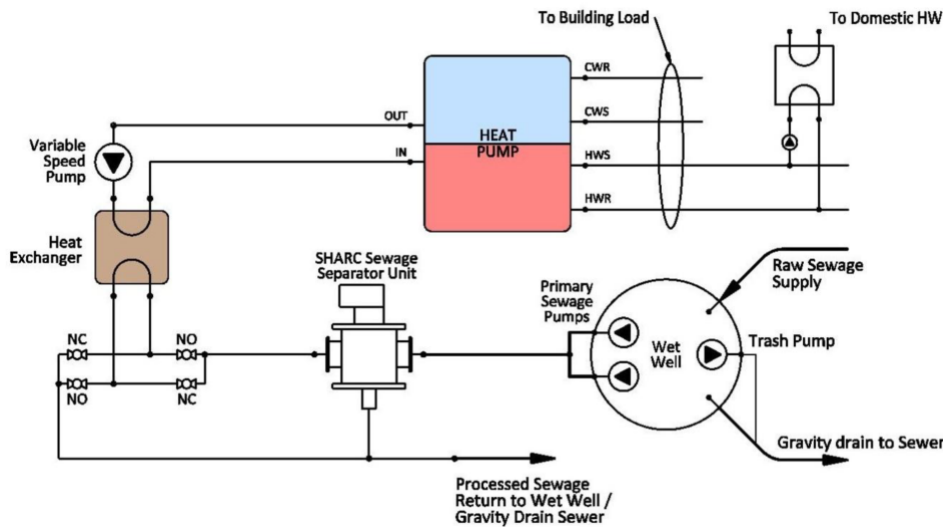 To Building Load
To Domestic HW
CWR
CWS
OUT
HEAT
PUMP
IN
HWS
HWR
Variable
Speed
Pump
Heat
Exchanger
SHARC Sewage
Separator Unit
Primary
Sewage
Pumps
Raw Sewage
Supply
Wet
Well
Trash Pump
NC
NO
NO
NC
Gravity drain to Sewer
Processed Sewage
Return to Wet Well /
Gravity Drain Sewer